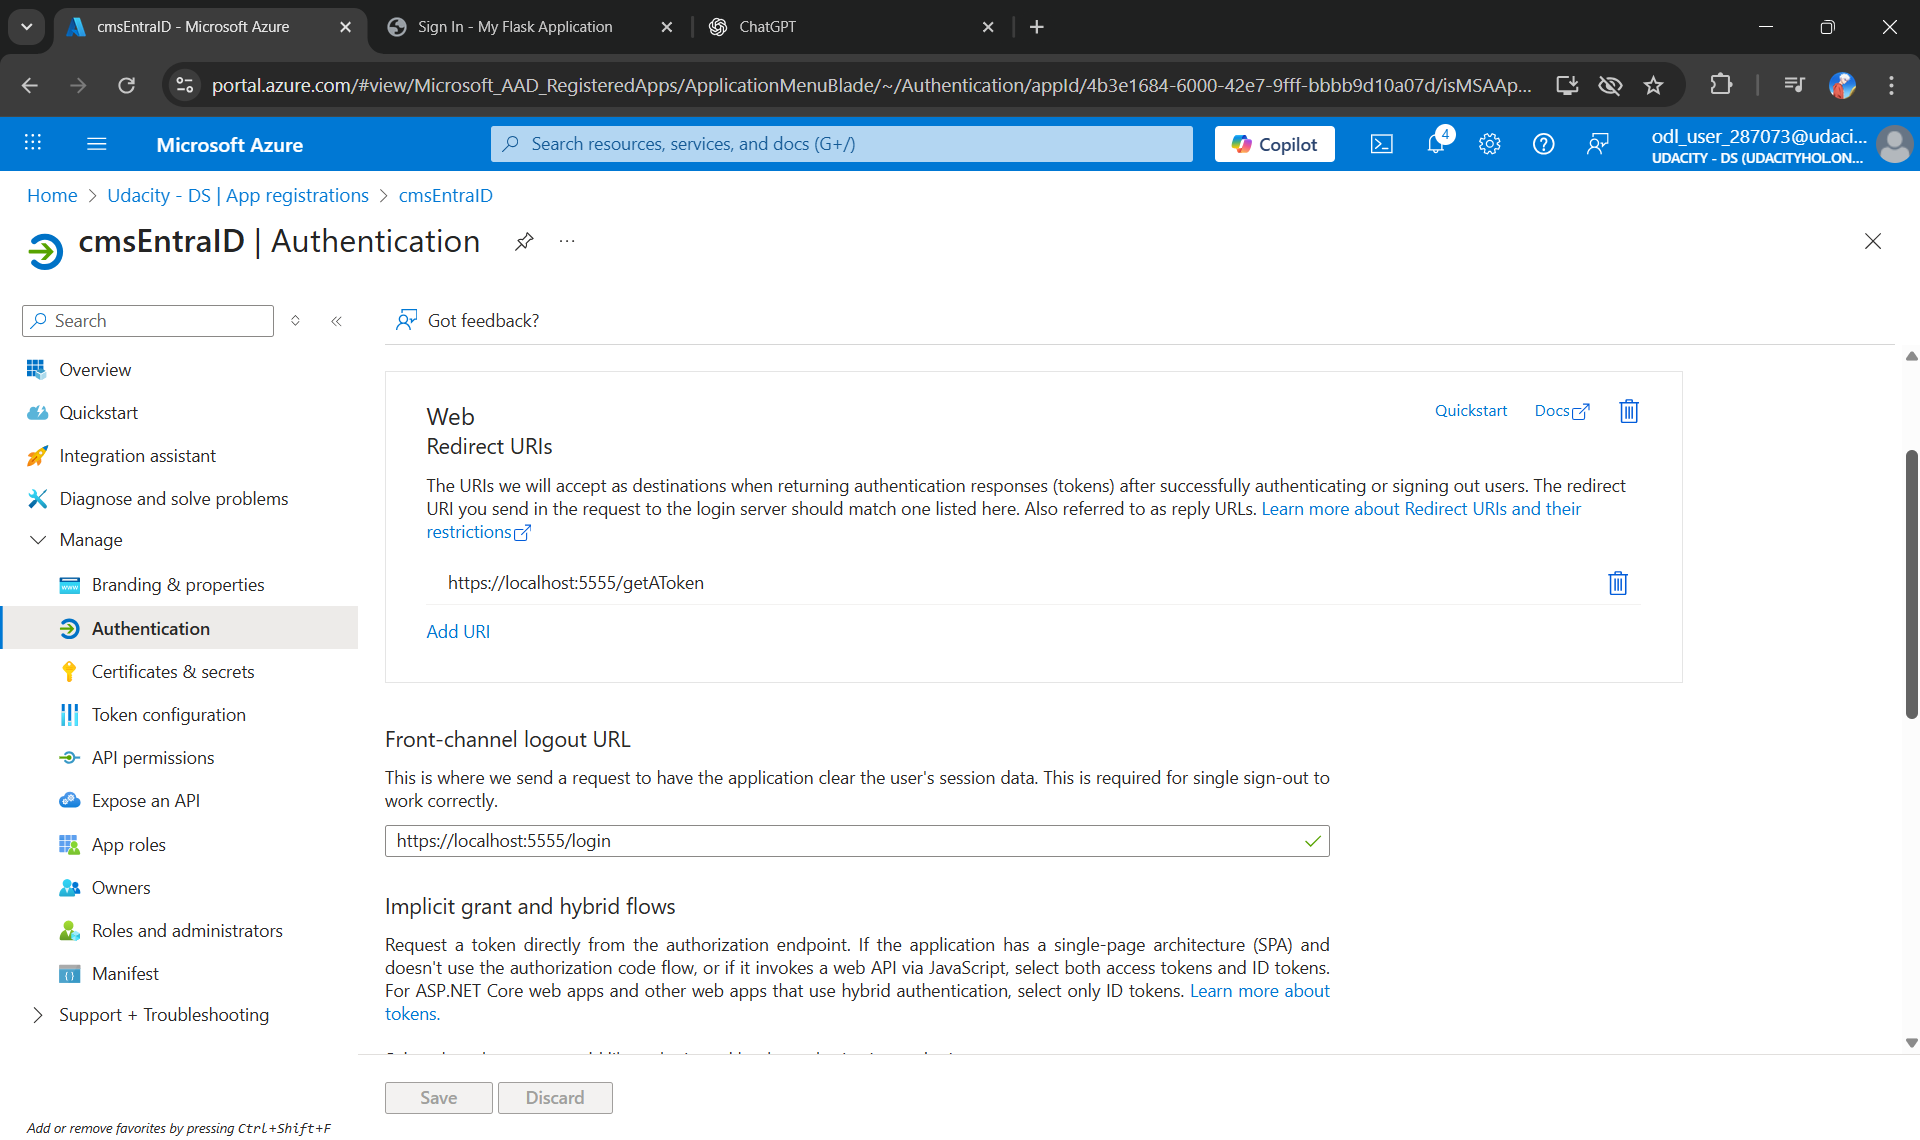 cmsEntraID - Microsoft Azure
Sign In - My Flask Application
ChatGPT
portal.azure.com/#view/Microsoft_AAD_RegisteredApps/ApplicationMenuBlade/~/Authentication/appId/4b3e1684-6000-42e7-9fff-bbbb9d10a07d/isMSAAp...
Microsoft Azure
Search resources, services, and docs (G+/)
Copilot
4
odl_user_287073@udaci...
UDACITY - DS (UDACITYHOL.ON...
Home > Udacity - DS | App registrations > cmsEntraID
cmsEntraID | Authentication
...
Search
Got feedback?
Overview
Quickstart
Integration assistant
Diagnose and solve problems
Manage
Branding & properties
Authentication
Certificates & secrets
Token configuration
API permissions
Expose an API
App roles
Owners
Roles and administrators
Manifest
Support + Troubleshooting
Add or remove favorites by pressing Ctrl+Shift+F
Web
Quickstart
Docs
Redirect URIs
The URIs we will accept as destinations when returning authentication responses (tokens) after successfully authenticating or signing out users. The redirect
URI you send in the request to the login server should match one listed here. Also referred to as reply URLs. Learn more about Redirect URIs and their
restrictions
https://localhost:5555/getAToken
Add URI
Front-channel logout URL
This is where we send a request to have the application clear the user's session data. This is required for single sign-out to
work correctly.
https://localhost:5555/login
Implicit grant and hybrid flows
Request a token directly from the authorization endpoint. If the application has a single-page architecture (SPA) and
doesn't use the authorization code flow, or if it invokes a web API via JavaScript, select both access tokens and ID tokens.
For ASP.NET Core web apps and other web apps that use hybrid authentication, select only ID tokens. Learn more about
tokens.
Save
Discard